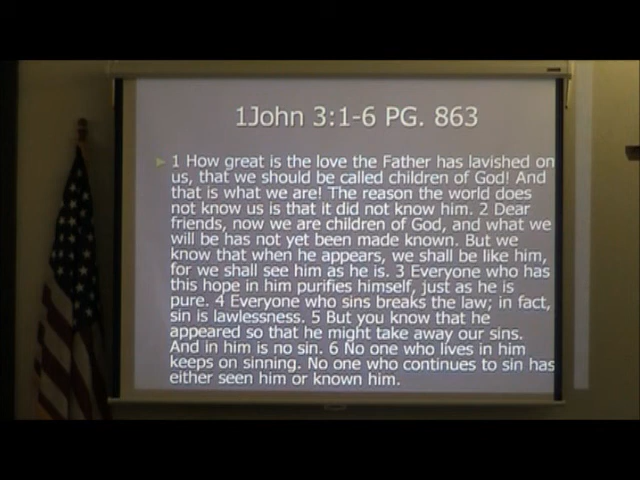 1John 3:1-6 PG. 863
1 How great is the love the Father has lavished on
us, that we should be called children of God! And
that is what we are! The reason the world does
not know us is that it did not know him. 2 Dear
friends, now we are children of God, and what we
will be has not yet been made known. But we
know that when he appears, we shall be like him,
for we shall see him as he is. 3 Everyone who has
this hope in him purifies himself, just as he is
pure. 4 Everyone who sins breaks the law; in fact,
sin is lawlessness. 5 But you know that he
appeared so that he might take away our sins.
And in him is no sin. 6 No one who lives in him
keeps on sinning. No one who continues to sin has
either seen him or known him.